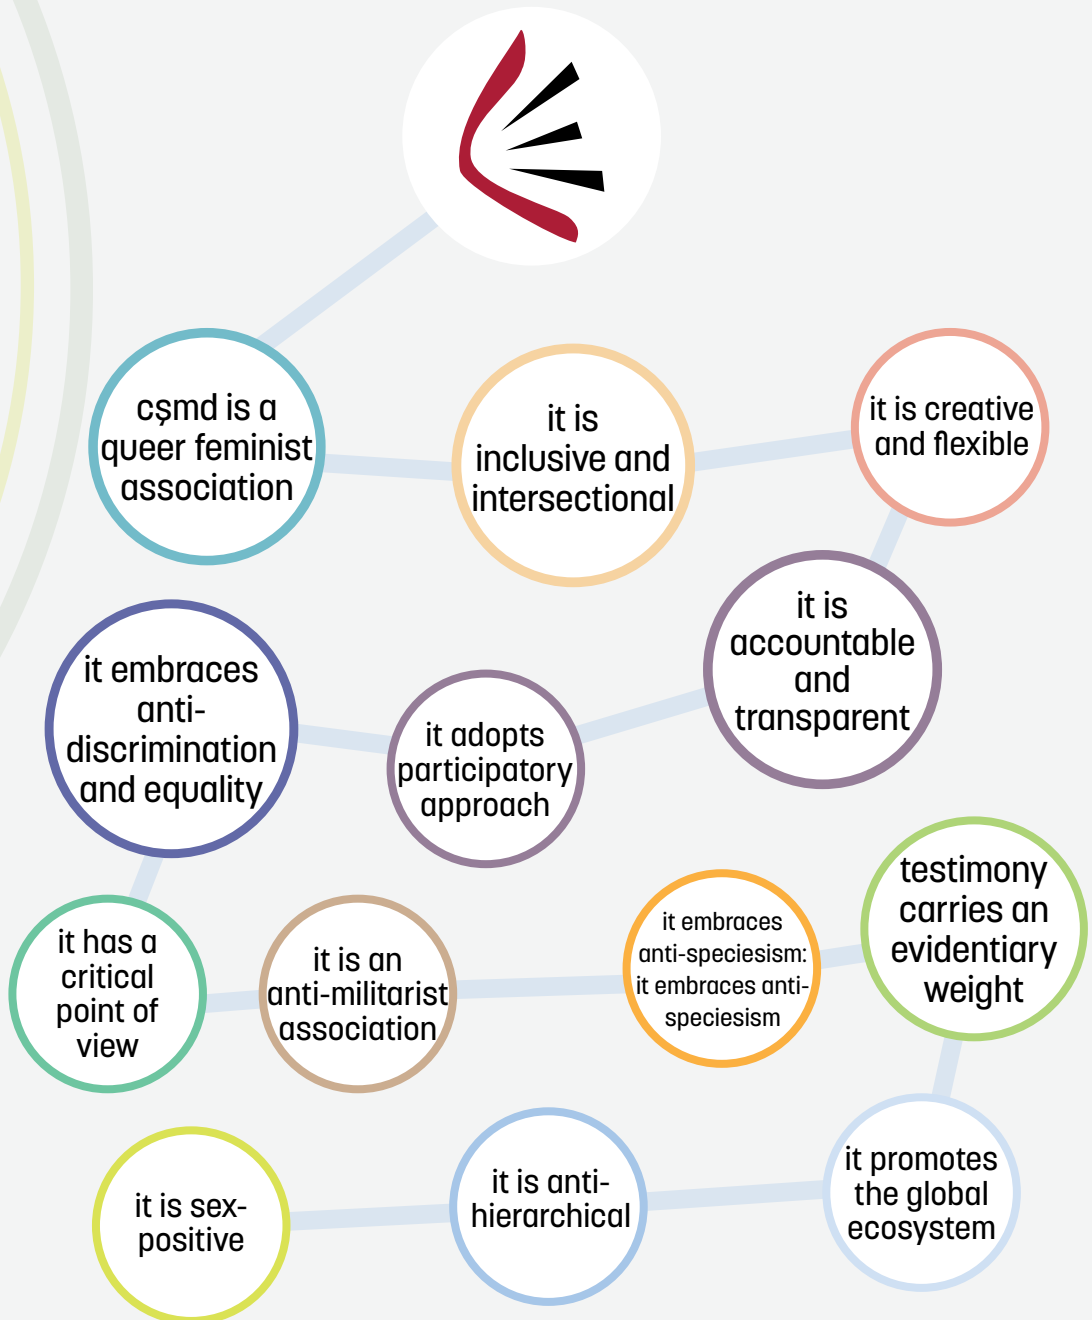 cşmd is a
queer feminist
association
it is
inclusive and
intersectional
it is creative
and flexible
it is
accountable
and
transparent
it adopts
participatory
approach
it embraces
anti-
discrimination
and equality
it has a
critical
point of
view
it is an
anti-militarist
association
it embraces
anti-speciesism:
it embraces anti-
speciesism
testimony
carries an
evidentiary
weight
it promotes
the global
ecosystem
it is anti-
hierarchical
it is sex-
positive